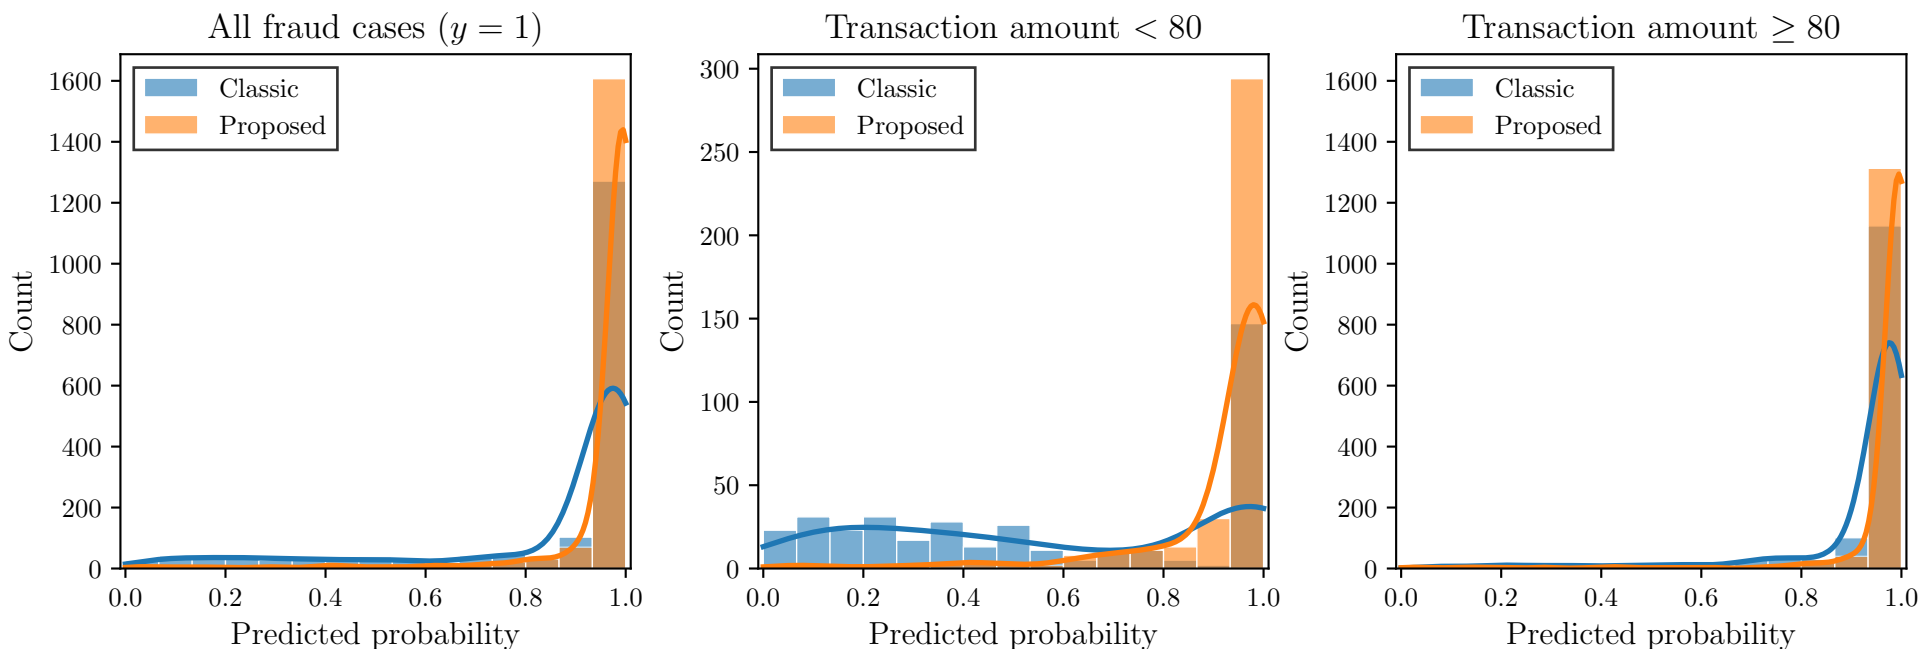 All fraud cases (y = 1)
Classic
Proposed
Count
0
200
400
600
800
1000
1200
1400
1600
0.0 0.2 0.4 0.6 0.8 1.0
Predicted probability
Transaction amount < 80
Classic
Proposed
Count
0
50
100
150
200
250
300
0.0 0.2 0.4 0.6 0.8 1.0
Predicted probability
Transaction amount ≥ 80
Classic
Proposed
Count
0
200
400
600
800
1000
1200
1400
1600
0.0 0.2 0.4 0.6 0.8 1.0
Predicted probability